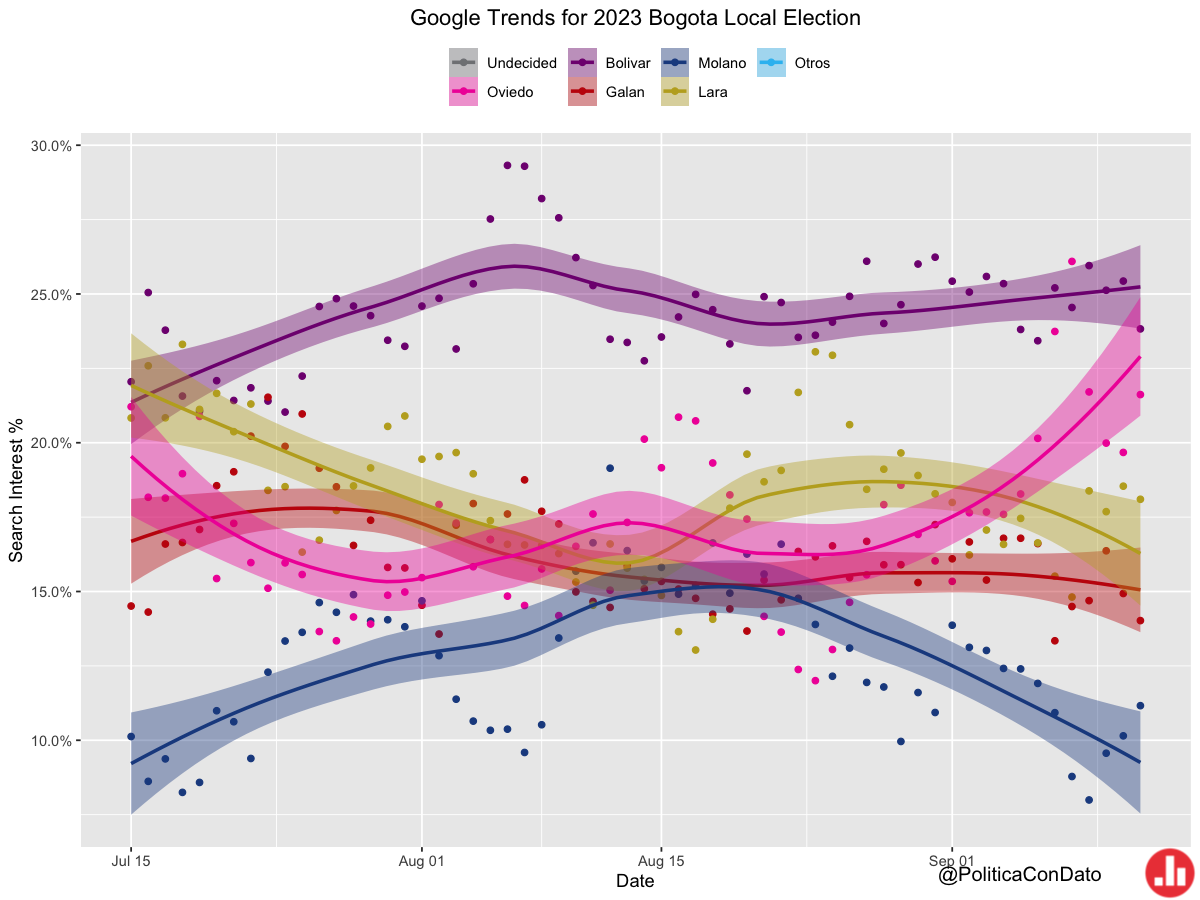 Google Trends for 2023 Bogota Local Election
Undecided Bolivar Molano Otros
Oviedo Galan Lara
30.0%
25.0%
20.0%
15.0%
10.0%
Search Interest %
Jul 15 Aug 01 Aug 15 Sep 01
Date
@PoliticaConDato